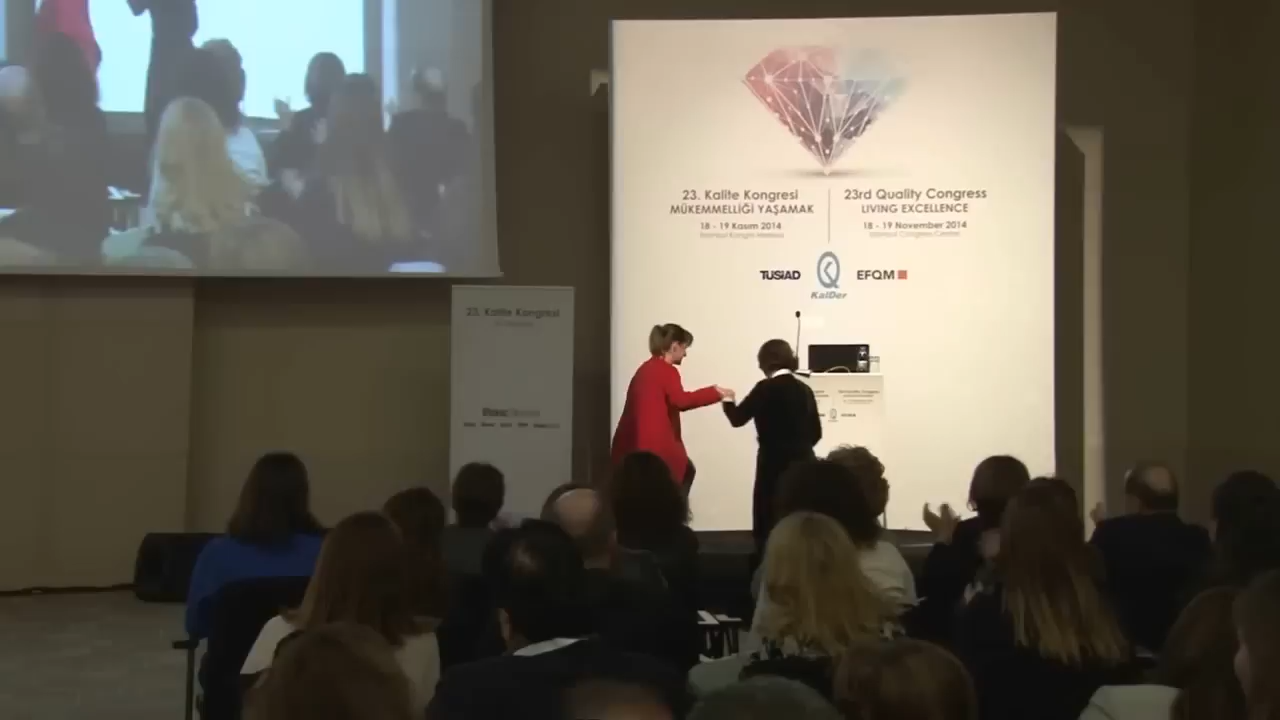 23. Kalite Kongresi
MÜKEMMELLİĞİ YAŞAMAK
18 - 19 Kasım 2014
İstanbul Kongre Merkezi
23rd Quality Congress
LIVING EXCELLENCE
18 - 19 November 2014
Istanbul Congress Center
TUSiAD
KalDer
EFQM
23. Kalite Kongresi